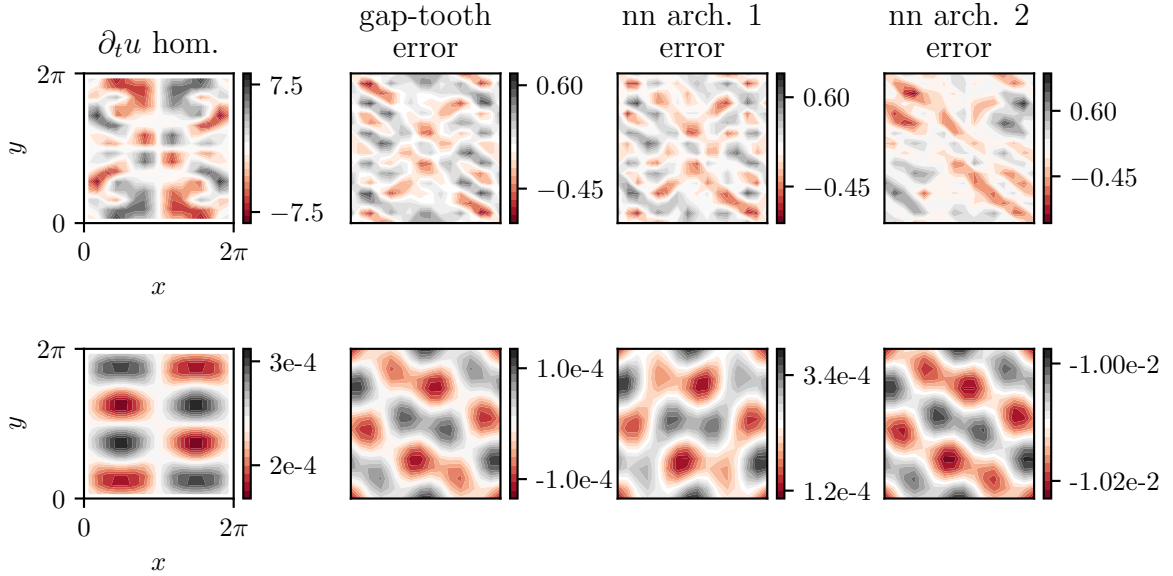 ∂ₜu hom.
gap-tooth
error
nn arch. 1
error
nn arch. 2
error
2π
y
0
0
2π
x
7.5
−7.5
0.60
−0.45
0.60
−0.45
0.60
−0.45
2π
y
0
0
2π
x
3e-4
2e-4
1.0e-4
-1.0e-4
3.4e-4
1.2e-4
-1.00e-2
-1.02e-2